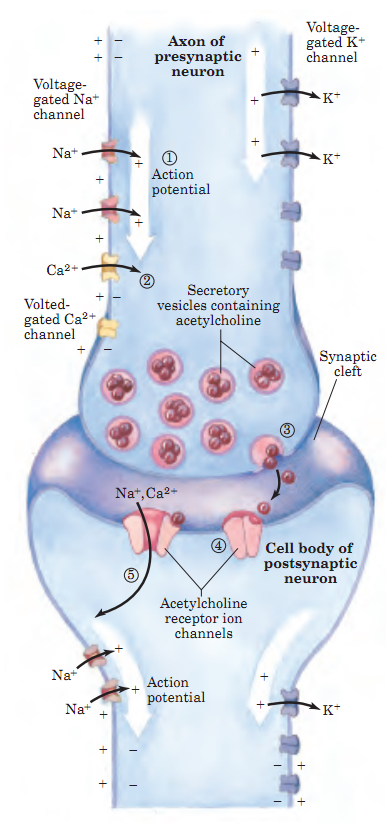 Axon of
presynaptic
neuron
Voltage-
gated K+
channel
Voltage-
gated Na+
channel
K+
K+
Na+
① Action
potential
Na+
Ca2+
②
Volted-
gated Ca2+
channel
Secretory
vesicles containing
acetylcholine
Synaptic
cleft
③
Na+, Ca2+
④
Cell body of
postsynaptic
neuron
⑤
Acetylcholine
receptor ion
channels
Na+
Na+
Action
potential
K+